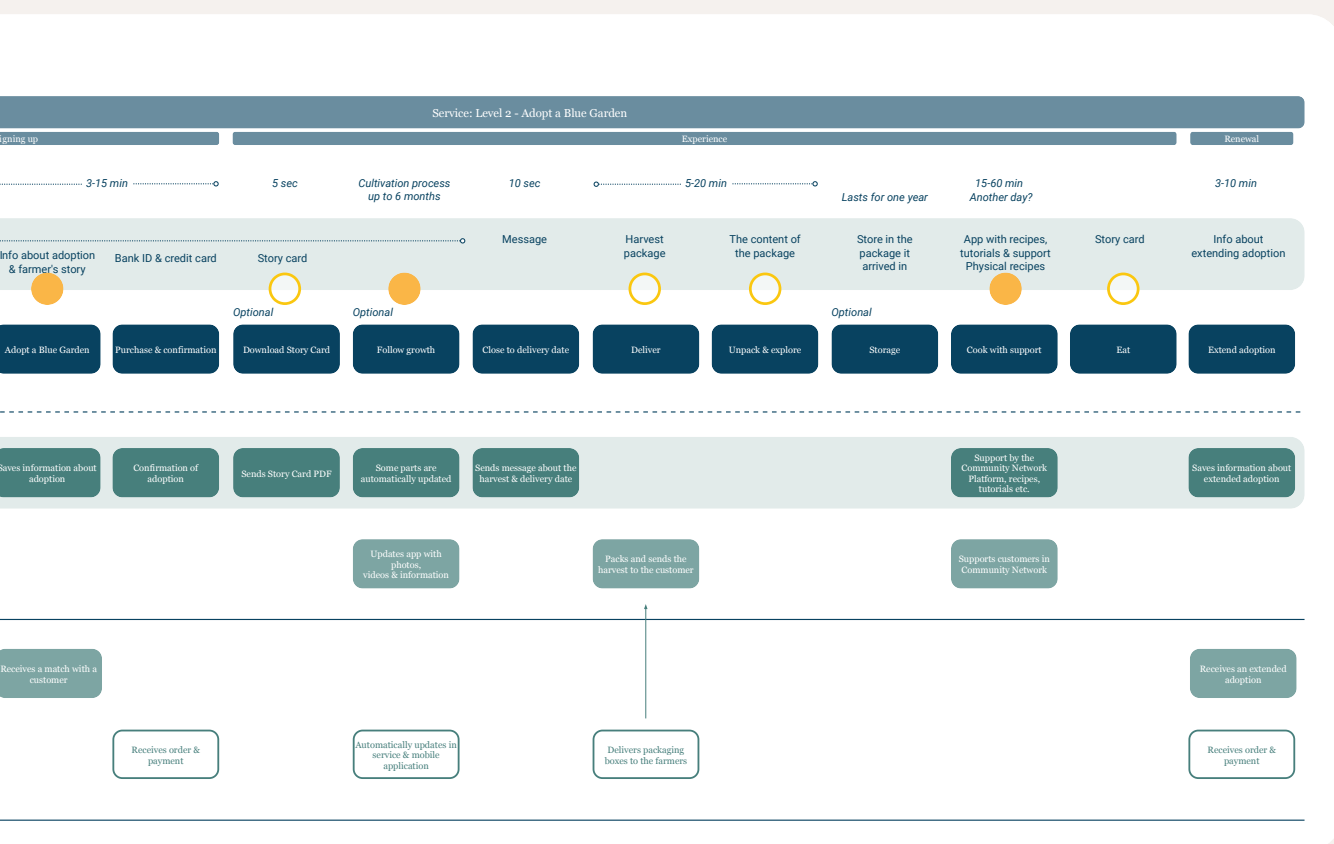 Service: Level 2 - Adopt a Blue Garden
igning up
Experience
Renewal
3-15 min
5 sec
Cultivation process
up to 6 months
10 sec
5-20 min
Lasts for one year
15-60 min
Another day?
3-10 min
Info about adoption
& farmer's story
Bank ID & credit card
Story card
Message
Harvest
package
The content of
the package
Store in the
package it
arrived in
App with recipes,
tutorials & support
Physical recipes
Story card
Info about
extending adoption
Optional
Optional
Optional
Adopt a Blue Garden
Purchase & confirmation
Download Story Card
Follow growth
Close to delivery date
Deliver
Unpack & explore
Storage
Cook with support
Eat
Extend adoption
Saves information about
adoption
Confirmation of
adoption
Sends Story Card PDF
Some parts are
automatically updated
Sends message about the
harvest & delivery date
Support by the
Community Network
Platform, recipes,
tutorials etc.
Saves information about
extended adoption
Updates app with
photos,
videos & information
Packs and sends the
harvest to the customer
Supports customers in
Community Network
Receives a match with a
customer
Receives an extended
adoption
Receives order &
payment
Automatically updates in
service & mobile
application
Delivers packaging
boxes to the farmers
Receives order &
payment